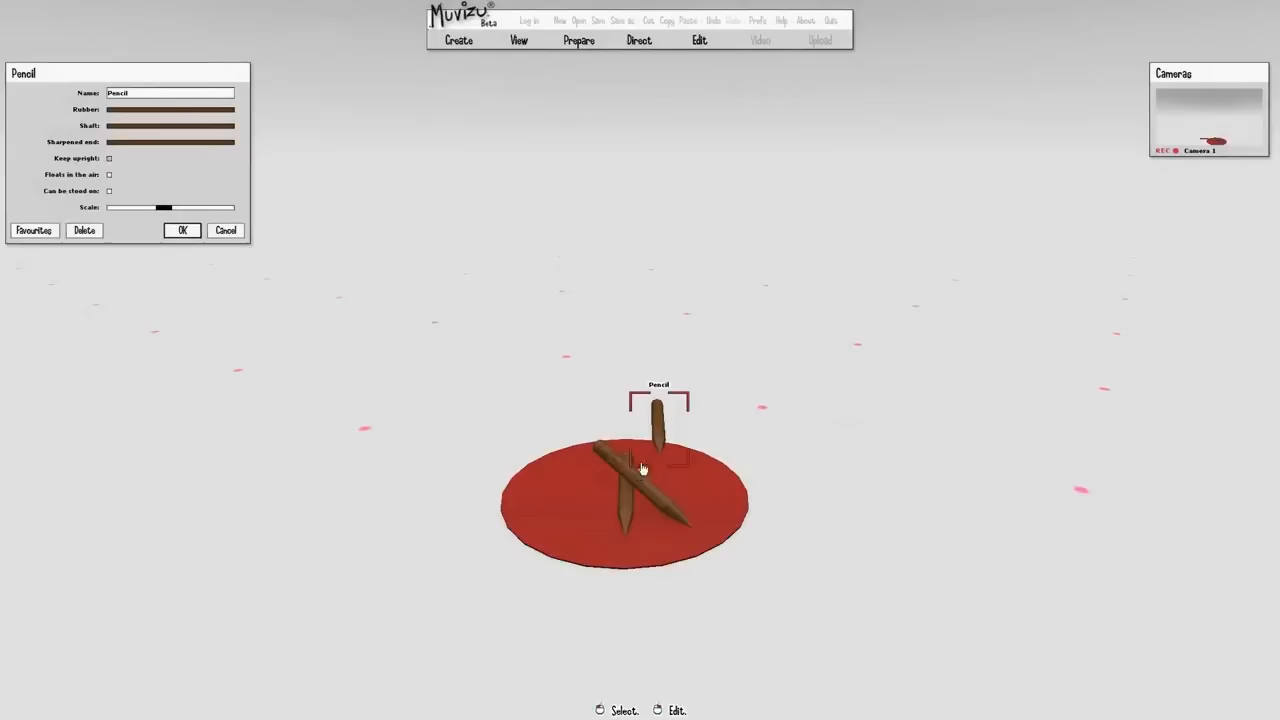 Muvizu®
Beta
Log in New Open Save Save as Cut Copy Paste Undo Redo Prefs Help About Quit
Create View Prepare Direct Edit Video Upload
Pencil
Name: Pencil
Rubber:
Shaft:
Sharpened end:
Keep upright:
Floats in the air:
Can be stood on:
Scale:
Favourites Delete OK Cancel
Cameras
REC Camera 1
Pencil
Select. Edit.